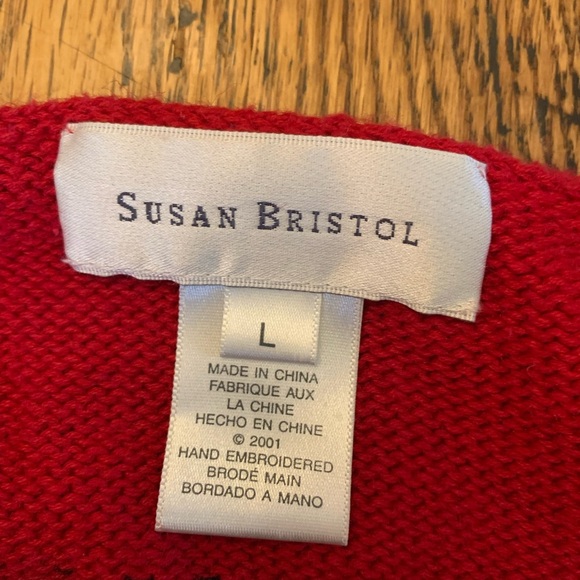 SUSAN BRISTOL
L
MADE IN CHINA
FABRIQUE AUX
LA CHINE
HECHO EN CHINE
© 2001
HAND EMBROIDERED
BRODÉ MAIN
BORDADO A MANO